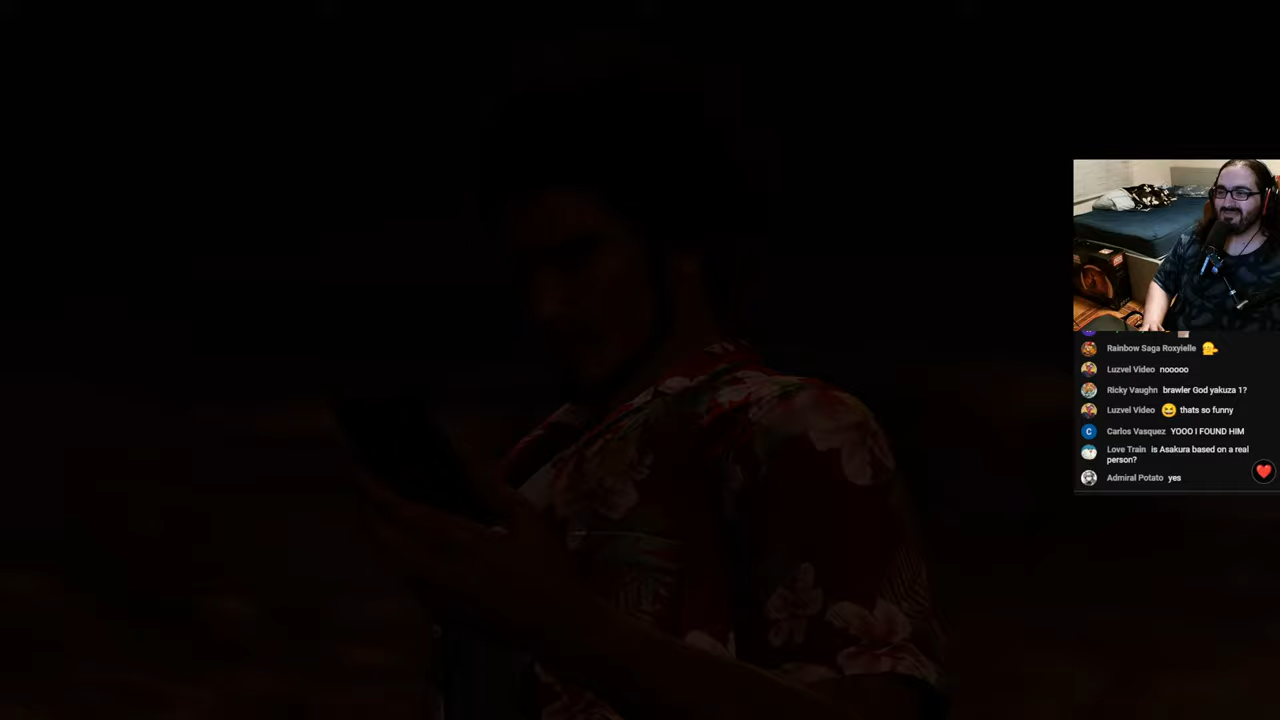 Rainbow Saga Roxyielle
Luzvel Video nooooo
Ricky Vaughn brawler God yakuza 1?
Luzvel Video thats so funny
Carlos Vasquez YOOO I FOUND HIM
C
Love Train is Asakura based on a real
person?
Admiral Potato yes